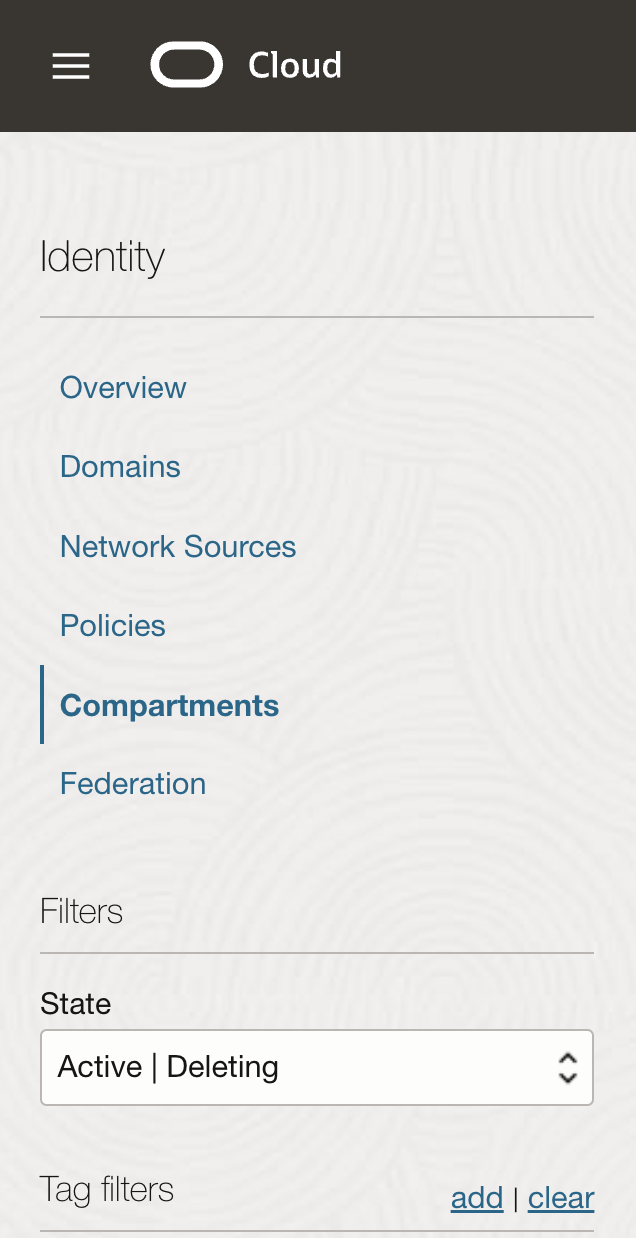 Cloud
Identity
Overview
Domains
Network Sources
Policies
Compartments
Federation
Filters
State
Active | Deleting
Tag filters
add | clear